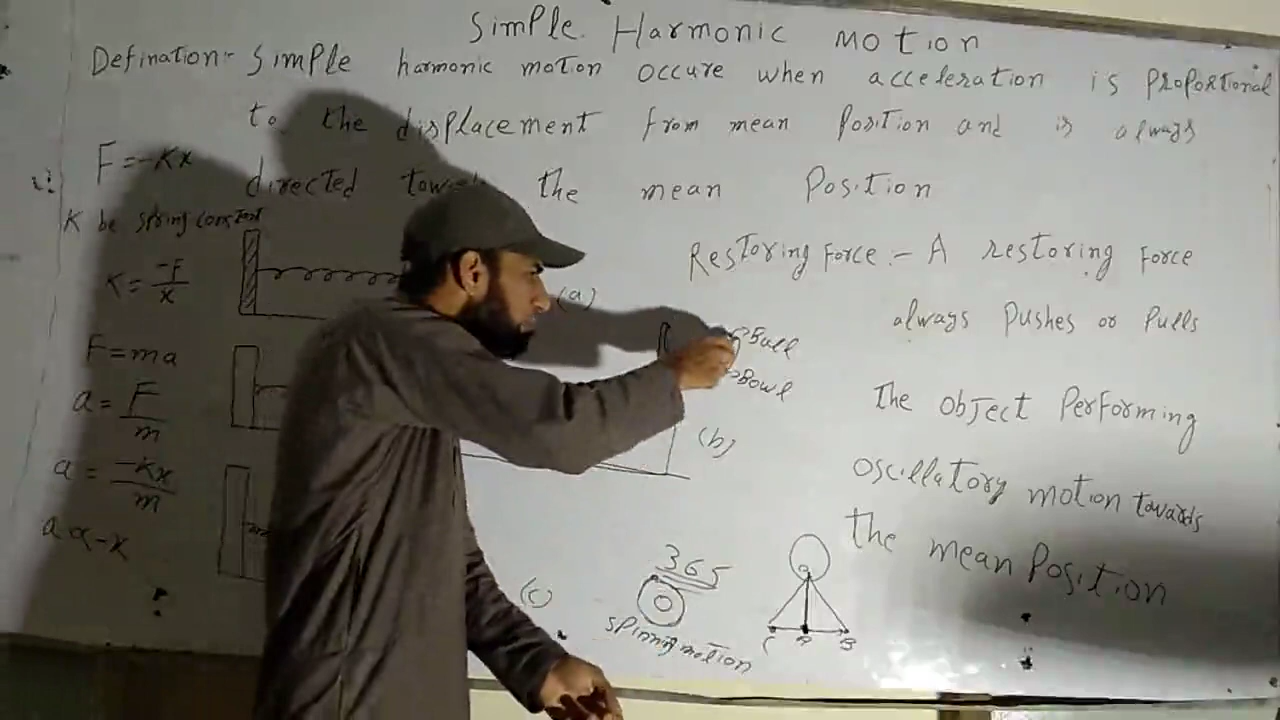 Simple Harmonic motion
Defination:- Simple harmonic motion occure when acceleration is proportional
to the displacement from mean position and is always
directed the mean Position
F=-Kx
K be spring constant
K = -F/x
F=ma
a = F/m
a = -Kx/m
a ∝ -x
(a)
Ball
Bowl
(b)
(c)
Restoring Force :- A restoring Force
always pushes or Pulls
The object Performing
oscillatory motion towards
the mean Position
365
spinning motion
C A B